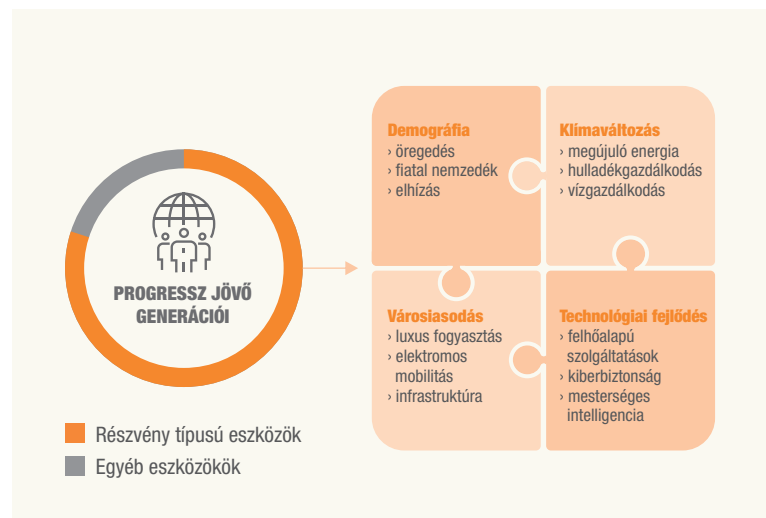 PROGRESSZ JÖVŐ
GENERÁCIÓI
Részvény típusú eszközök
Egyéb eszközökök
Demográfia
› öregedés
› fiatal nemzedék
› elhízás
Klímaváltozás
› megújuló energia
› hulladékgazdálkodás
› vízgazdálkodás
Városiasodás
› luxus fogyasztás
› elektromos
mobilitás
› infrastruktúra
Technológiai fejlődés
› felhőalapú
szolgáltatások
› kiberbiztonság
› mesterséges
intelligencia